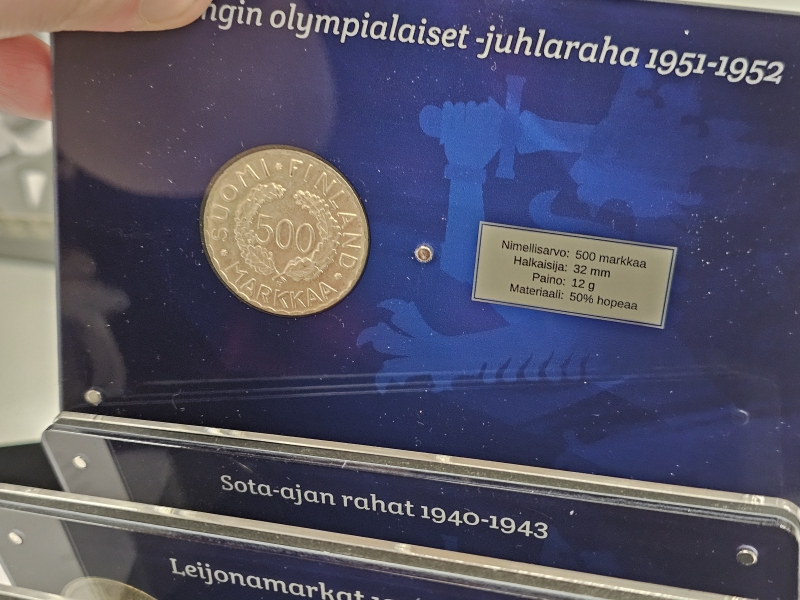 olympialaiset -juhlaraha 1951-1952
SUOMI • FINLAND
500
• MARKKAA •
Nimellisarvo: 500 markkaa
Halkaisija: 32 mm
Paino: 12 g
Materiaali: 50% hopeaa
Sota-ajan rahat 1940-1943
Leijonamarkat